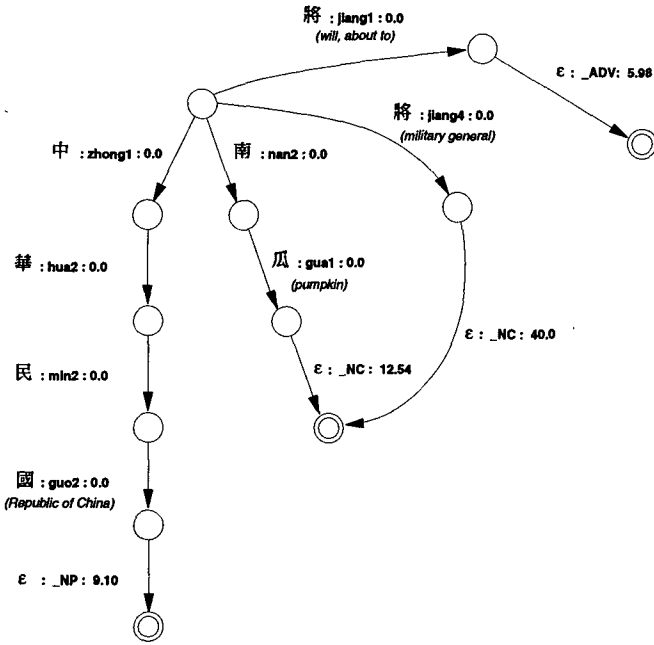 將 : jiang1 : 0.0
(will, about to)
ε : _ADV: 5.98
將 : jiang4 : 0.0
(military general)
中 : zhong1 : 0.0
南 : nan2 : 0.0
華 : hua2 : 0.0
瓜 : gua1 : 0.0
(pumpkin)
ε : _NC : 40.0
民 : min2 : 0.0
ε : _NC : 12.54
國 : guo2 : 0.0
(Republic of China)
ε : _NP : 9.10